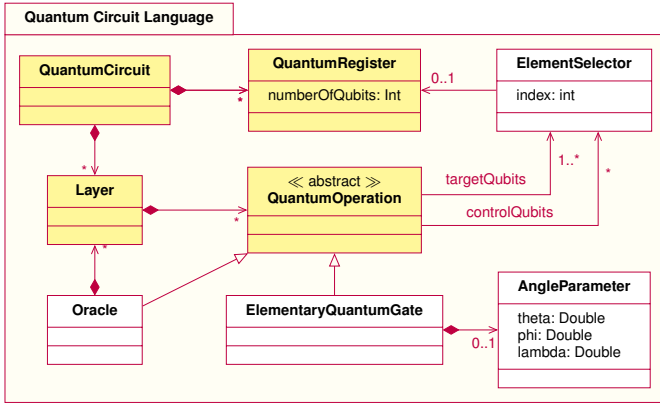 Quantum Circuit Language
QuantumCircuit
QuantumRegister
numberOfQubits: Int
ElementSelector
index: int
*
0..1
*
Layer
*
≪ abstract ≫
QuantumOperation
targetQubits
1..*
controlQubits
*
*
Oracle
ElementaryQuantumGate
0..1
AngleParameter
theta: Double
phi: Double
lambda: Double